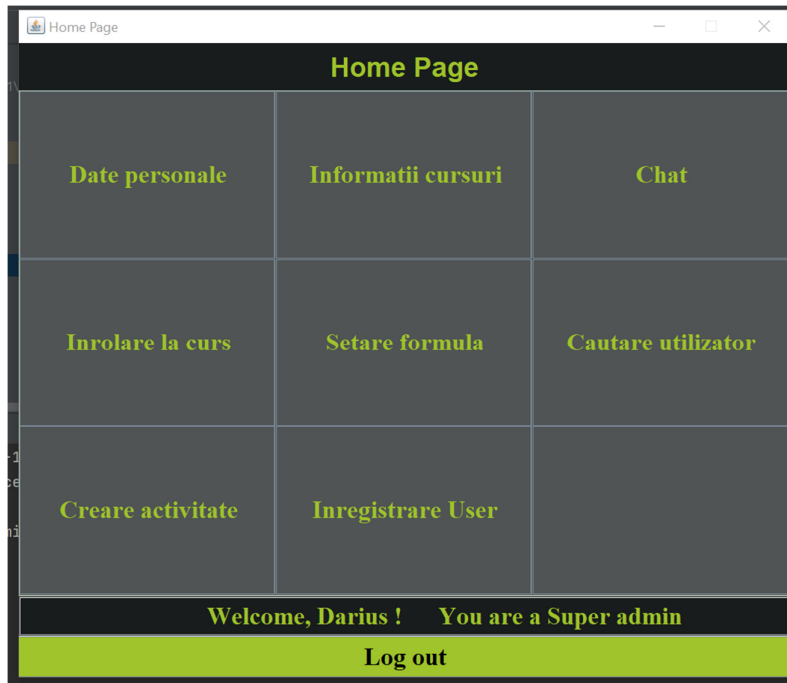 Home Page
Home Page
Date personale Informatii cursuri Chat
Inrolare la curs Setare formula Cautare utilizator
Creare activitate Inregistrare User
Welcome, Darius ! You are a Super admin
Log out